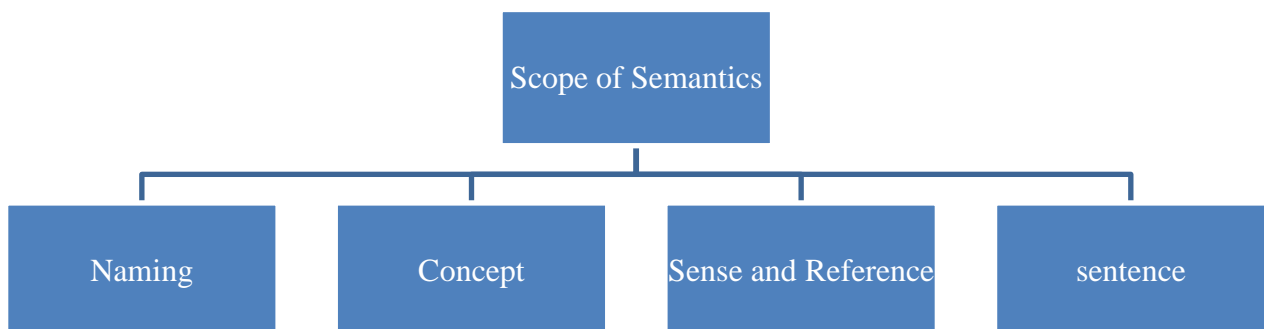 Scope of Semantics
Naming
Concept
Sense and Reference
sentence